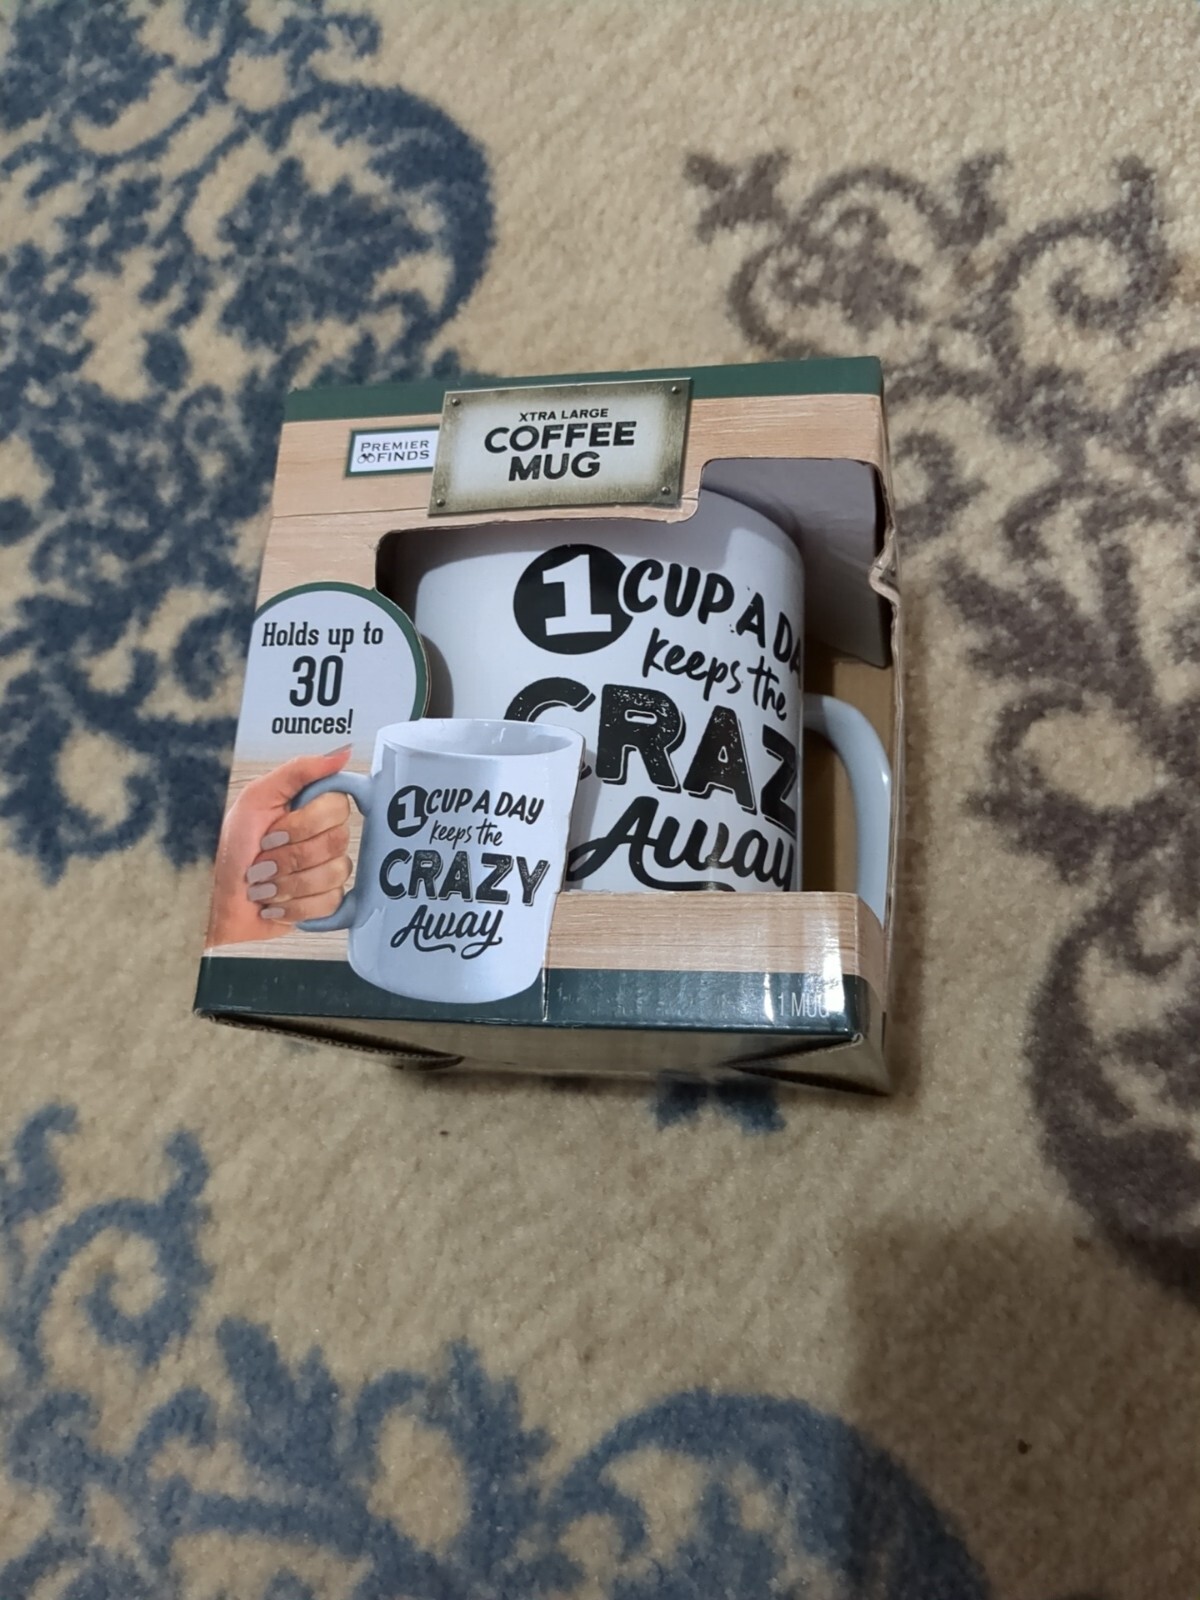 XTRA LARGE
COFFEE
MUG
PREMIER
FINDS
Holds up to
30
ounces!
1 CUP A DA
keeps the
CRAZ
Away
1 CUP A DAY
keeps the
CRAZY
Away
1 MUG